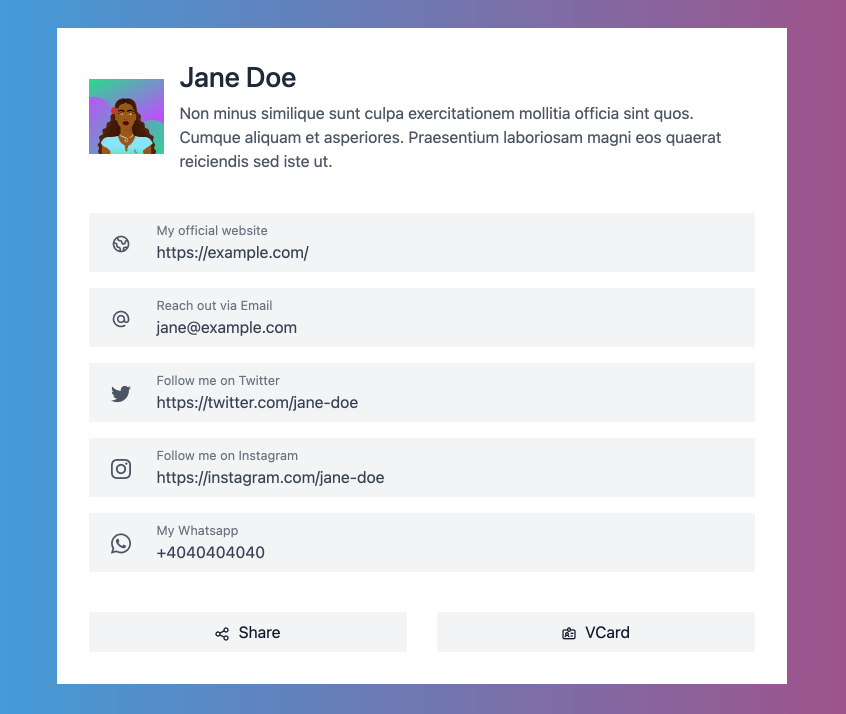 Jane Doe
Non minus similique sunt culpa exercitationem mollitia officia sint quos.
Cumque aliquam et asperiores. Praesentium laboriosam magni eos quaerat
reiciendis sed iste ut.
My official website
https://example.com/
Reach out via Email
jane@example.com
Follow me on Twitter
https://twitter.com/jane-doe
Follow me on Instagram
https://instagram.com/jane-doe
My Whatsapp
+4040404040
Share
VCard